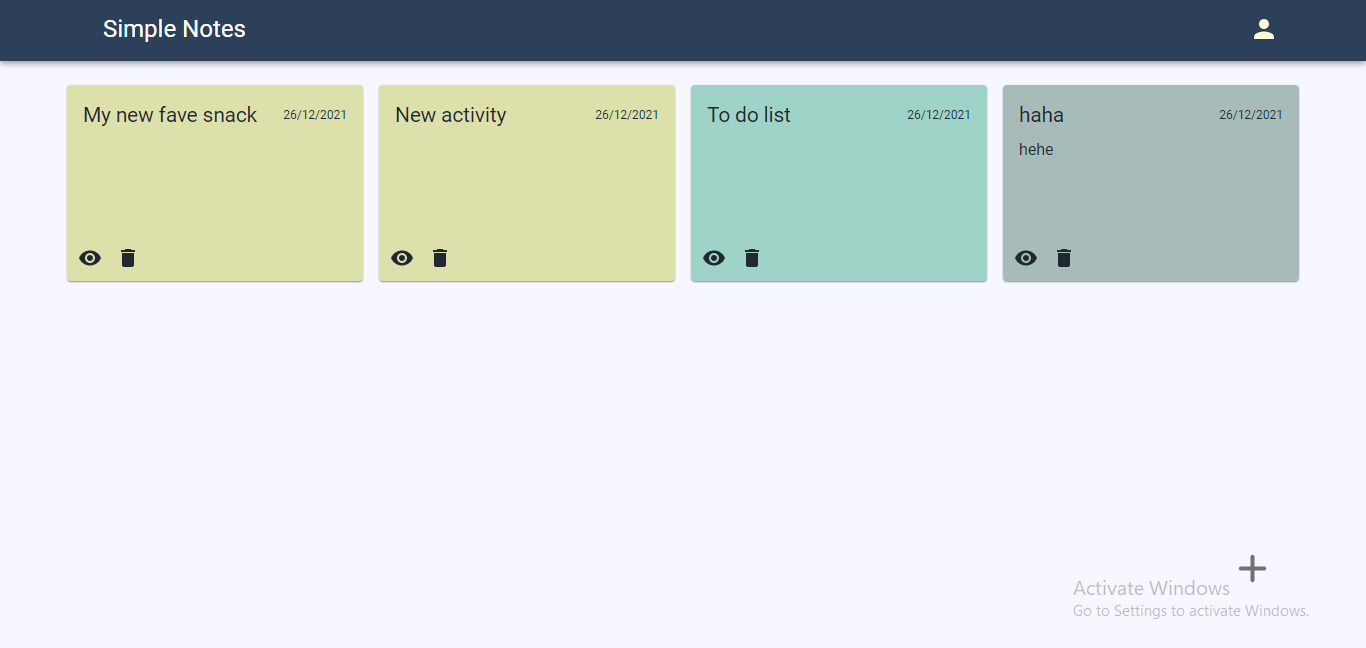 Simple Notes
My new fave snack 26/12/2021
New activity 26/12/2021
To do list 26/12/2021
haha 26/12/2021
hehe
Activate Windows
Go to Settings to activate Windows.